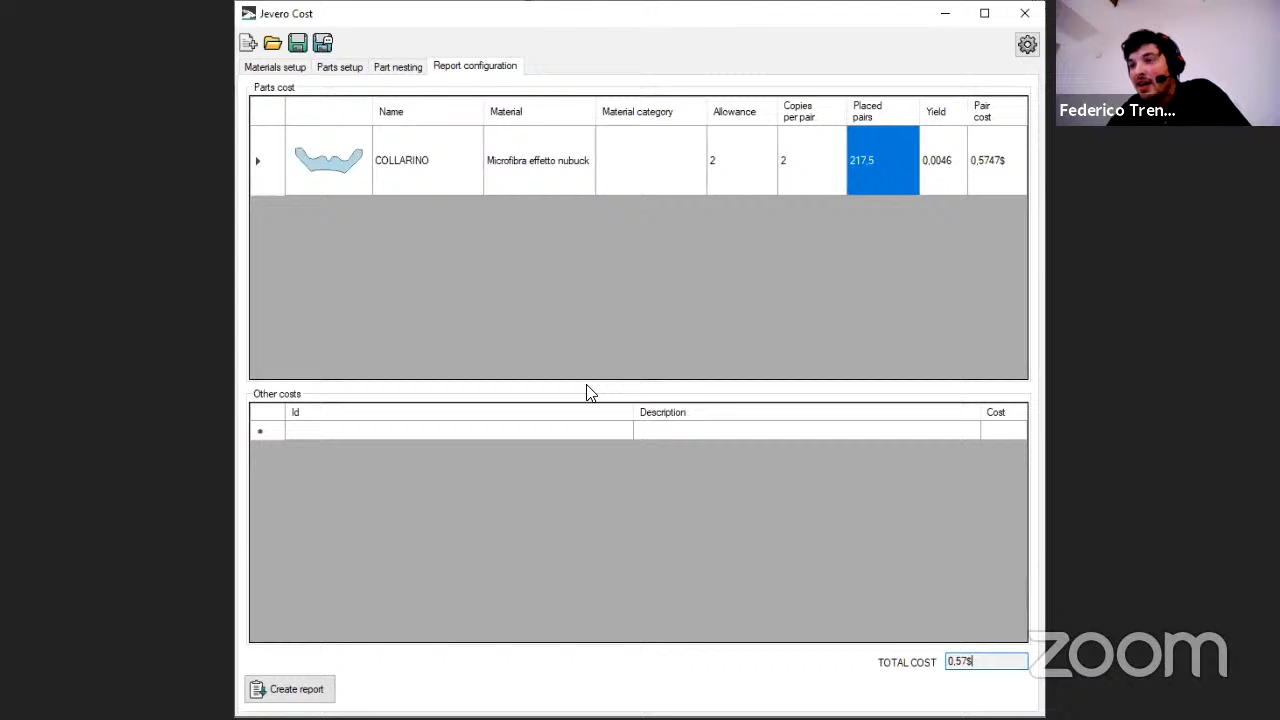 Jevero Cost
Materials setup Parts setup Part nesting Report configuration
Parts cost
Name Material Material category Allowance Copies per pair Placed pairs Yield Pair cost
COLLARINO Microfibra effetto nubuck 2 2 217,5 0,0046 0,5747$
Other costs
Id Description Cost
TOTAL COST 0,57$
Create report
Federico Tren...
zoom